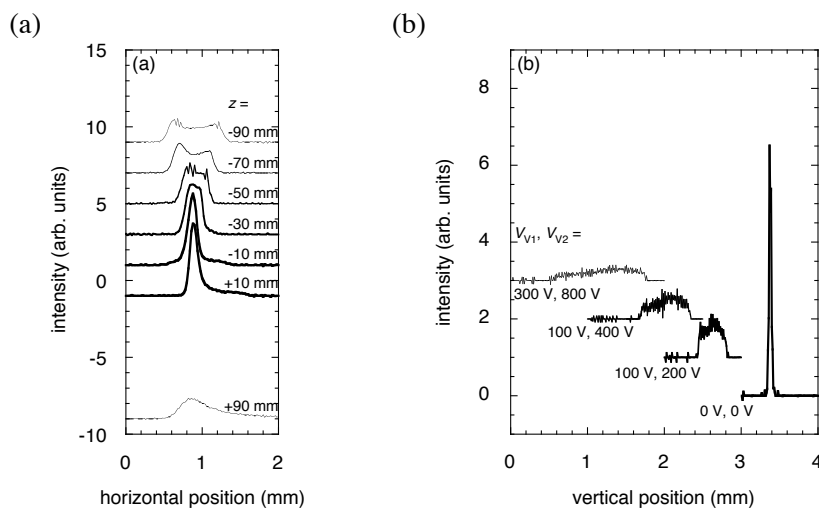 (a)
(b)
15
10
5
0
-5
-10
intensity (arb. units)
(a)
z =
-90 mm
-70 mm
-50 mm
-30 mm
-10 mm
+10 mm
+90 mm
0 1 2
horizontal position (mm)
8
6
4
2
0
intensity (arb. units)
(b)
V_V1, V_V2 =
300 V, 800 V
100 V, 400 V
100 V, 200 V
0 V, 0 V
0 1 2 3 4
vertical position (mm)